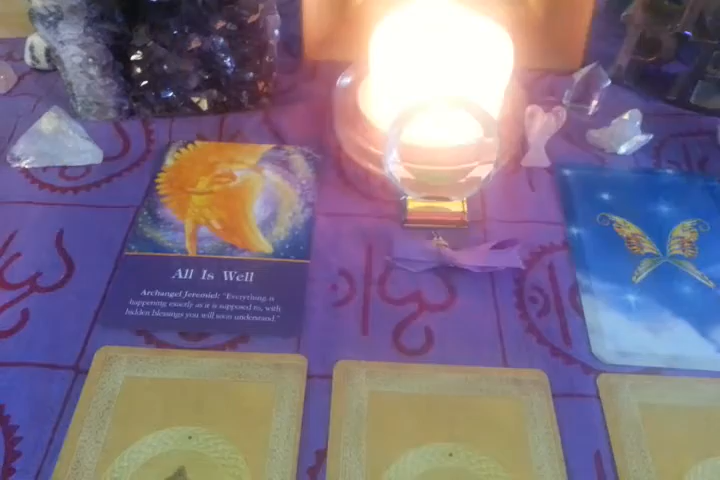 All Is Well
Archangel Jeremiel: "Everything is
happening exactly as it is supposed to, with
hidden blessings you will soon understand."